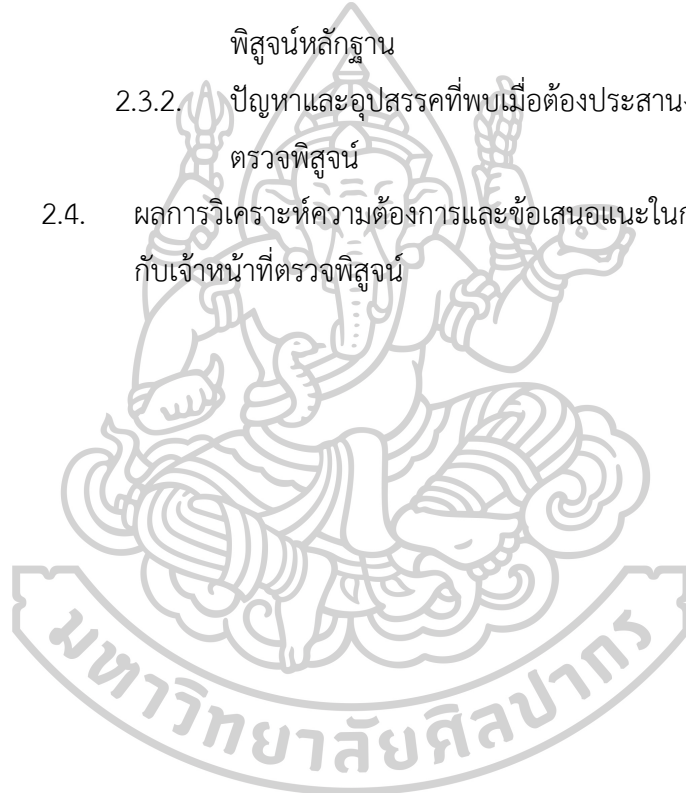 พิสูจน์หลักฐาน
2.3.2. ปัญหาและอุปสรรคที่พบเมื่อต้องประสาน
ตรวจพิสูจน์
2.4. ผลการวิเคราะห์ความต้องการและข้อเสนอแนะใน
กับเจ้าหน้าที่ตรวจพิสูจน์
มหาวิทยาลัยศิลปากร